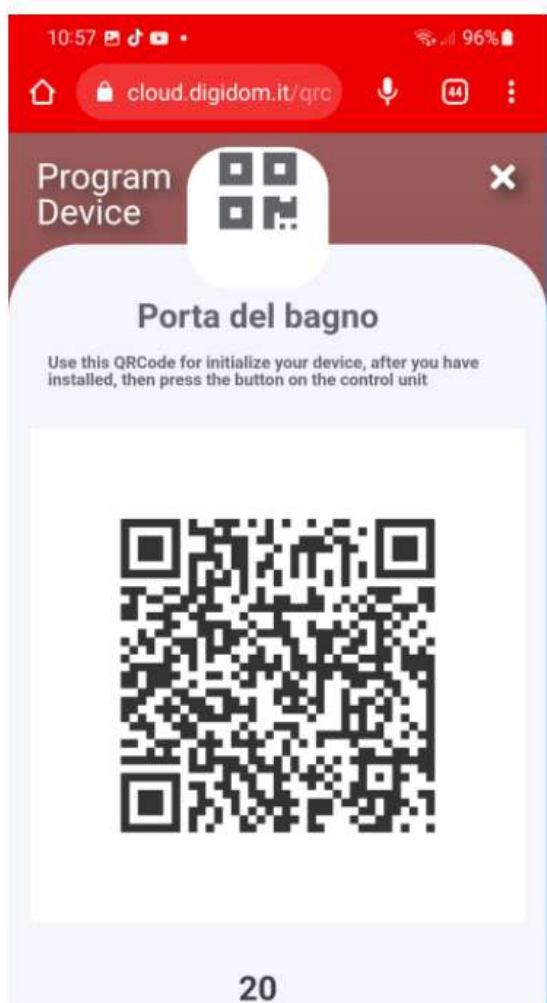 10:57
96%
cloud.digidom.it/qrc
44
Program
Device
Porta del bagno
Use this QRCode for initialize your device, after you have
installed, then press the button on the control unit
20